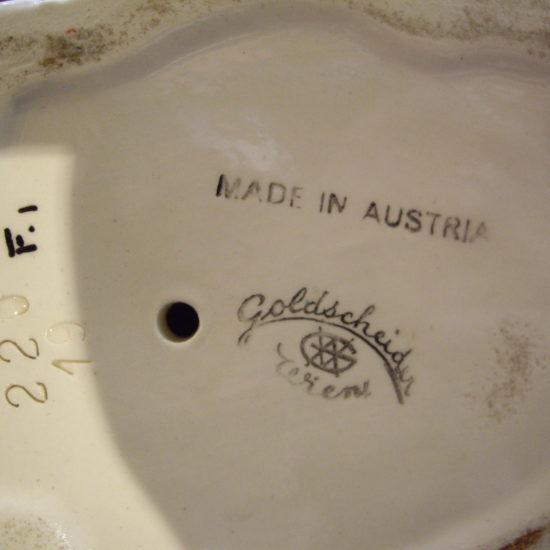 MADE IN AUSTRIA
Goldscheider
Wien
F.1
220
19